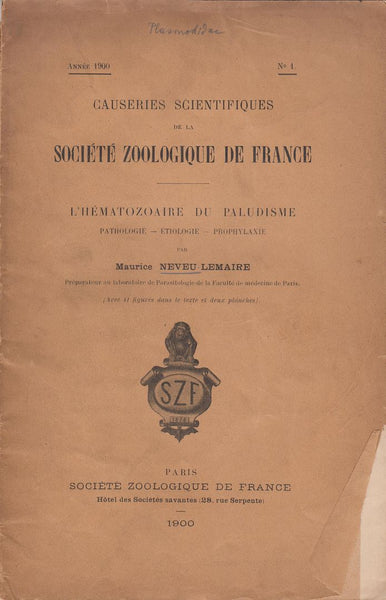 Plasmodidae
ANNÉE 1900 Nº 1
CAUSERIES SCIENTIFIQUES
DE LA
SOCIÉTÉ ZOOLOGIQUE DE FRANCE
L'HÉMATOZOAIRE DU PALUDISME
PATHOLOGIE — ÉTIOLOGIE — PROPHYLAXIE
PAR
Maurice NEVEU-LEMAIRE
Préparateur au laboratoire de Parasitologie de la Faculté de médecine de Paris.
(Avec 11 figures dans le texte et deux planches)
SZF
1876
PARIS
SOCIÉTÉ ZOOLOGIQUE DE FRANCE
Hôtel des Sociétés savantes (28, rue Serpente)
1900